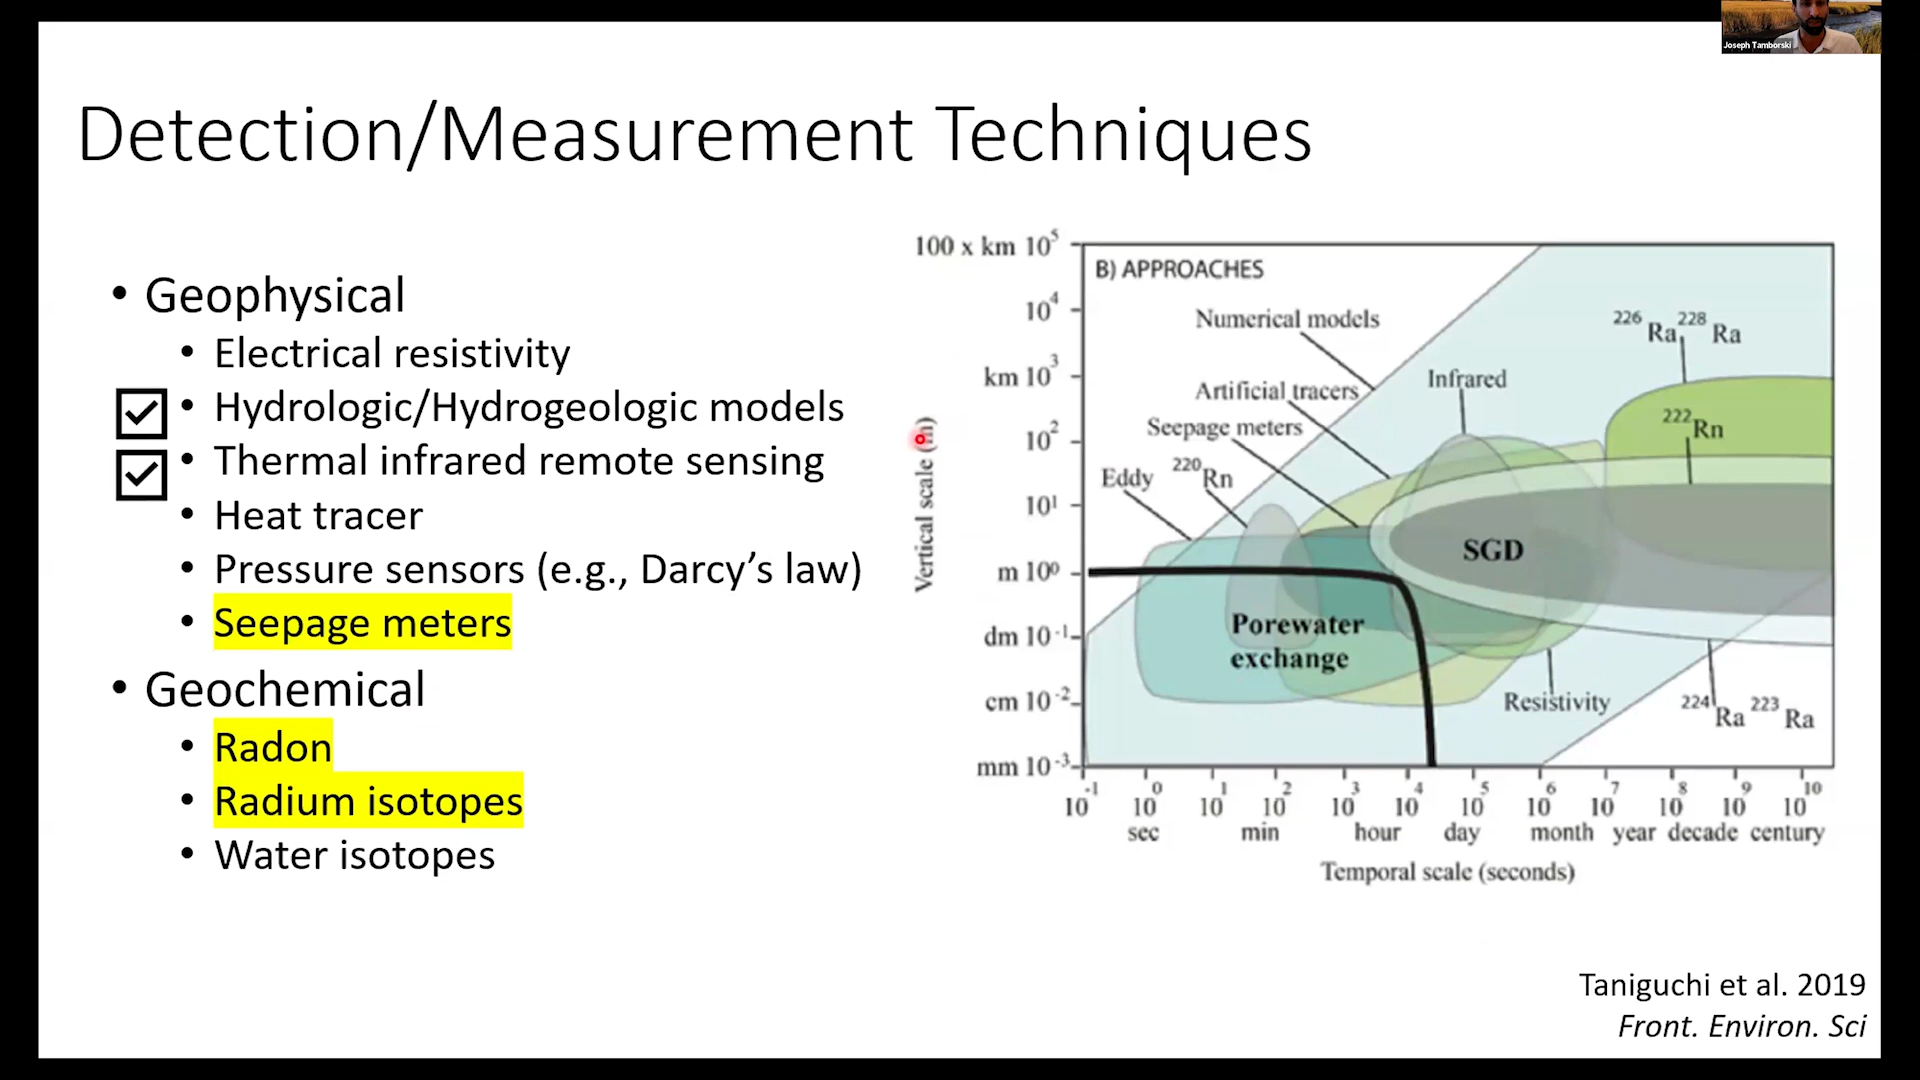 Joseph Tamborski
Detection/Measurement Techniques
• Geophysical
• Electrical resistivity
• Hydrologic/Hydrogeologic models
• Thermal infrared remote sensing
• Heat tracer
• Pressure sensors (e.g., Darcy's law)
• Seepage meters
• Geochemical
• Radon
• Radium isotopes
• Water isotopes
B) APPROACHES
Vertical scale (m)
100 x km 10⁵
10⁴
km 10³
10²
10¹
m 10⁰
dm 10⁻¹
cm 10⁻²
mm 10⁻³
Numerical models
Artificial tracers
Seepage meters
Eddy
²²⁰Rn
Infrared
²²⁶Ra ²²⁸Ra
²²²Rn
SGD
Porewater
exchange
Resistivity
²²⁴Ra ²²³Ra
10⁻¹ 10⁰ 10¹ 10² 10³ 10⁴ 10⁵ 10⁶ 10⁷ 10⁸ 10⁹ 10¹⁰
sec min hour day month year decade century
Temporal scale (seconds)
Taniguchi et al. 2019
Front. Environ. Sci